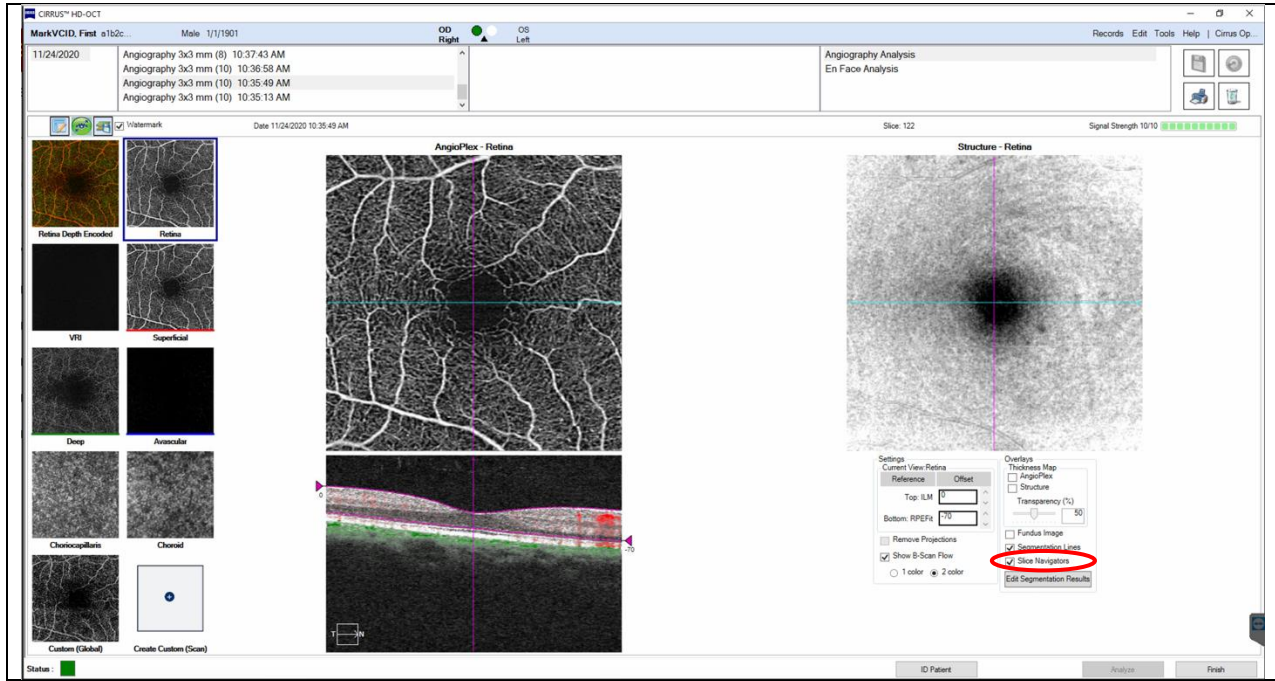 CIRRUS™ HD-OCT
MarkVCID, First a1b2c... Male 1/1/1901 OD Right OS Left Records Edit Tools Help | Cirrus Op...
11/24/2020
Angiography 3x3 mm (8) 10:37:43 AM
Angiography 3x3 mm (10) 10:36:58 AM
Angiography 3x3 mm (10) 10:35:49 AM
Angiography 3x3 mm (10) 10:35:13 AM
Angiography Analysis
En Face Analysis
Watermark Date 11/24/2020 10:35:49 AM Slice: 122 Signal Strength 10/10
AngioPlex - Retina
Structure - Retina
Retina Depth Encoded Retina
VRI Superficial
Deep Avascular
Choriocapillaris Choroid
Custom (Global) Create Custom (Scan)
0
-70
T N
Settings
Current View:Retina
Reference Offset
Top: ILM 0
Bottom: RPEFit -70
Remove Projections
Show B-Scan Flow
1 color 2 color
Overlays
Thickness Map
AngioPlex
Structure
Transparency (%)
50
Fundus Image
Segmentation Lines
Slice Navigators
Edit Segmentation Results
Status : ID Patient Analyze Finish